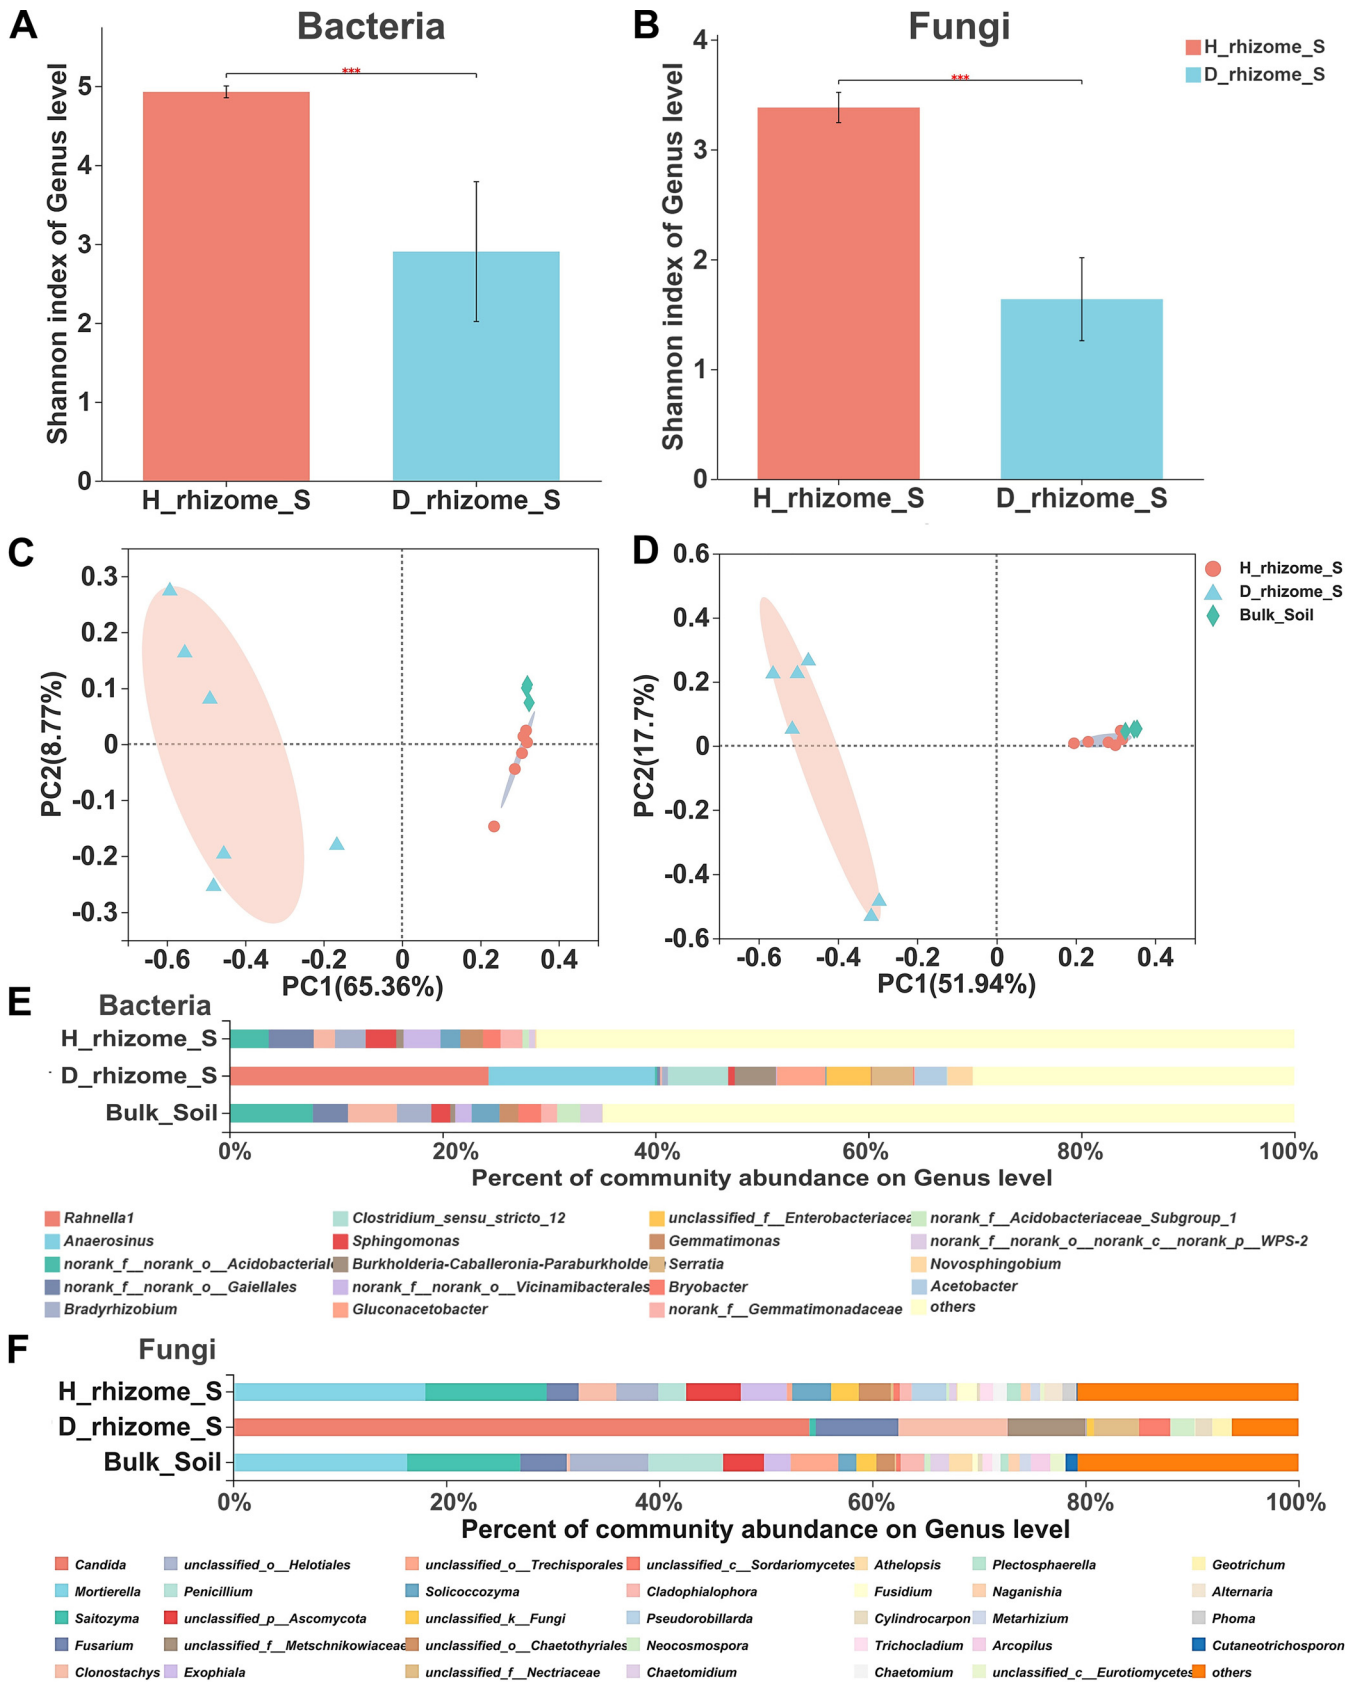 A Bacteria
Shannon index of Genus level
5
4
3
2
1
0
***
H_rhizome_S D_rhizome_S
B Fungi
Shannon index of Genus level
4
3
2
1
0
***
H_rhizome_S D_rhizome_S
H_rhizome_S
D_rhizome_S
C
PC2(8.77%)
0.3
0.2
0.1
0
-0.1
-0.2
-0.3
-0.6 -0.4 -0.2 0 0.2 0.4
PC1(65.36%)
D
PC2(17.7%)
0.6
0.4
0.2
0
-0.2
-0.4
-0.6
-0.6 -0.4 -0.2 0 0.2 0.4
PC1(51.94%)
H_rhizome_S
D_rhizome_S
Bulk_Soil
E Bacteria
H_rhizome_S
D_rhizome_S
Bulk_Soil
0% 20% 40% 60% 80% 100%
Percent of community abundance on Genus level
Rahnella1
Anaerosinus
norank_f__norank_o__Acidobacteriale
norank_f__norank_o__Gaiellales
Bradyrhizobium
Clostridium_sensu_stricto_12
Sphingomonas
Burkholderia-Caballeronia-Paraburkholde
norank_f__norank_o__Vicinamibacterales
Gluconacetobacter
unclassified_f__Enterobacteriacea
Gemmatimonas
Serratia
Bryobacter
norank_f__Gemmatimonadaceae
norank_f__Acidobacteriaceae_Subgroup_1
norank_f__norank_o__norank_c__norank_p__WPS-2
Novosphingobium
Acetobacter
others
F Fungi
H_rhizome_S
D_rhizome_S
Bulk_Soil
0% 20% 40% 60% 80% 100%
Percent of community abundance on Genus level
Candida
Mortierella
Saitozyma
Fusarium
Clonostachys
unclassified_o__Helotiales
Penicillium
unclassified_p__Ascomycota
unclassified_f__Metschnikowiaceae
Exophiala
unclassified_o__Trechisporales
Solicoccozyma
unclassified_k__Fungi
unclassified_o__Chaetothyriales
unclassified_f__Nectriaceae
unclassified_c__Sordariomycetes
Cladophialophora
Pseudorobillarda
Neocosmospora
Chaetomidium
Athelopsis
Fusidium
Cylindrocarpon
Trichocladium
Chaetomium
Plectosphaerella
Naganishia
Metarhizium
Arcopilus
unclassified_c__Eurotiomycetes
Geotrichum
Alternaria
Phoma
Cutaneotrichosporon
others